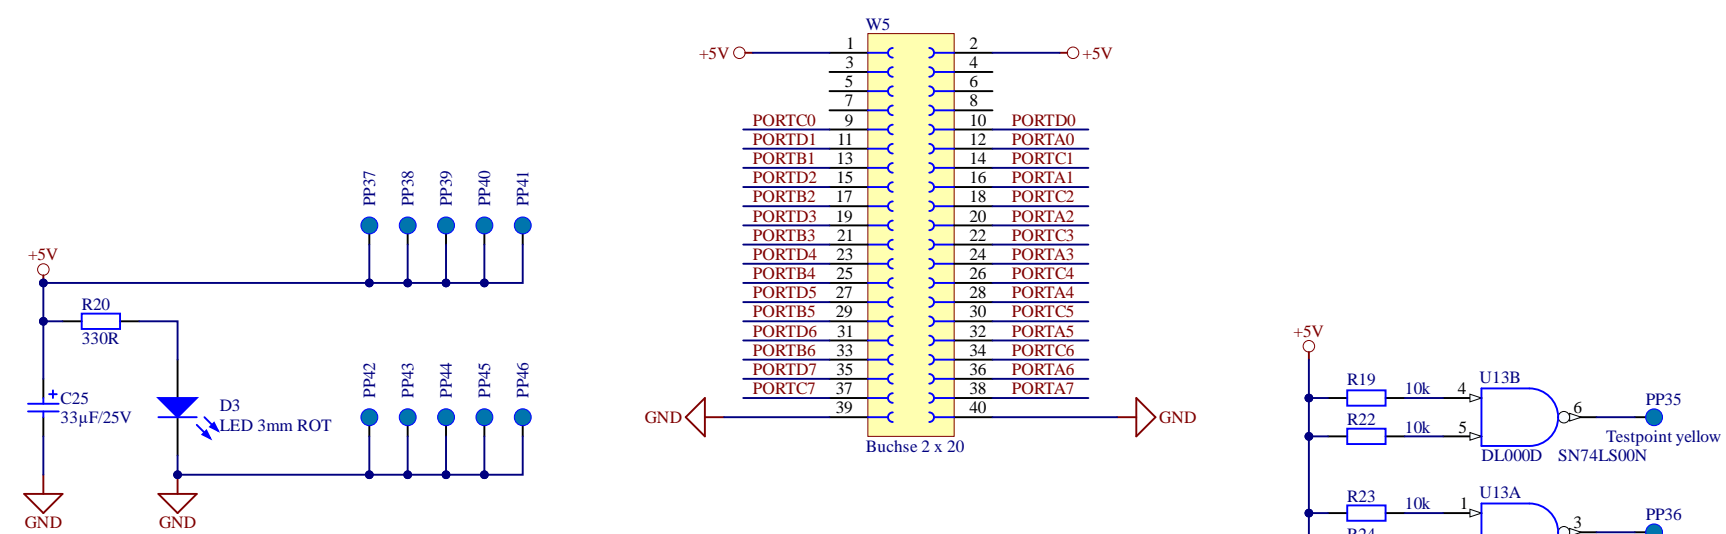 W5
+5V 1 2 +5V
3 4
5 6
7 8
PORTC0 9 10 PORTD0
PORTD1 11 12 PORTA0
PORTB1 13 14 PORTC1
PORTD2 15 16 PORTA1
PORTB2 17 18 PORTC2
PORTD3 19 20 PORTA2
PORTB3 21 22 PORTC3
PORTD4 23 24 PORTA3
PORTB4 25 26 PORTC4
PORTD5 27 28 PORTA4
PORTB5 29 30 PORTC5
PORTD6 31 32 PORTA5
PORTB6 33 34 PORTC6
PORTD7 35 36 PORTA6
PORTC7 37 38 PORTA7
GND 39 40 GND
Buchse 2 x 20
PP37 PP38 PP39 PP40 PP41
+5V
R20
330R
PP42 PP43 PP44 PP45 PP46
+ C25
33µF/25V
D3
LED 3mm ROT
GND GND
+5V
R19 10k 4 U13B
6 PP35
R22 10k 5
Testpoint yellow
DL000D SN74LS00N
R23 10k 1 U13A
3 PP36
R24